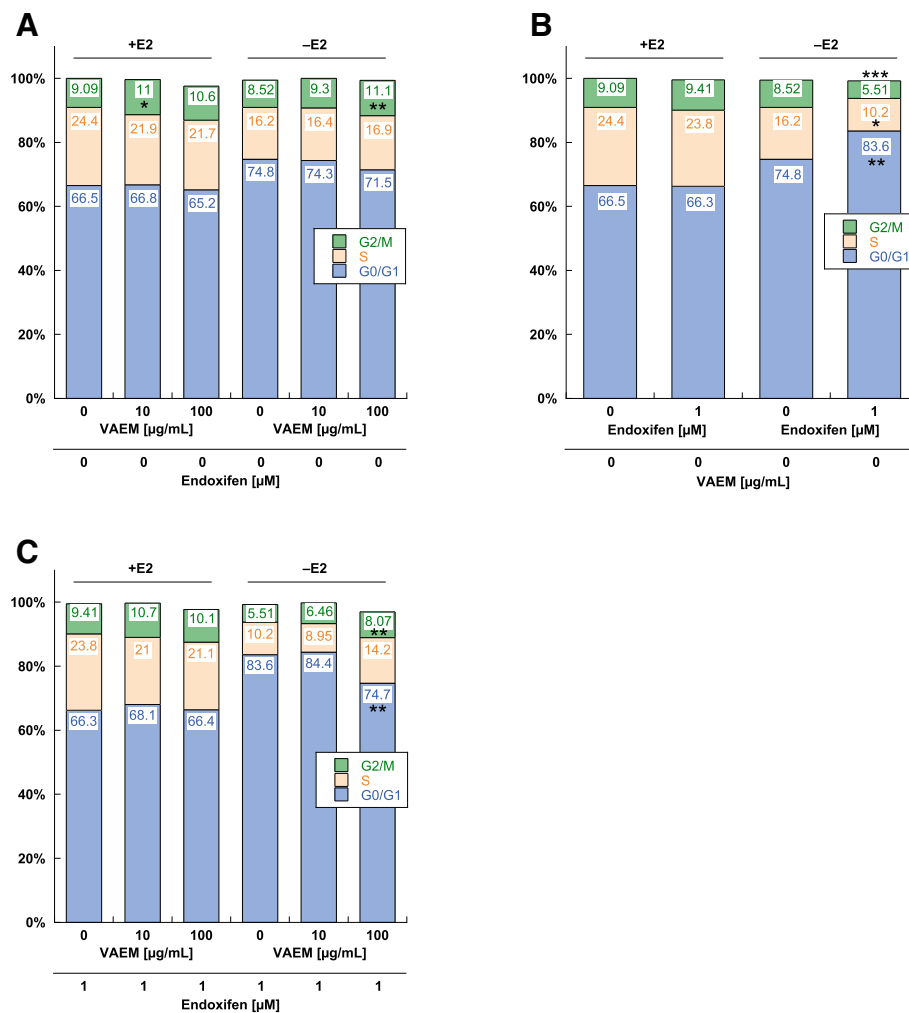 A
+E2 –E2
100%
80%
60%
40%
20%
0%
9.09 11 10.6 8.52 9.3 11.1
* **
24.4 21.9 21.7 16.2 16.4 16.9
66.5 66.8 65.2 74.8 74.3 71.5
G2/M
S
G0/G1
0 10 100 0 10 100
VAEM [µg/mL] VAEM [µg/mL]
0 0 0 0 0 0
Endoxifen [µM]
B
+E2 –E2
100%
80%
60%
40%
20%
0%
***
9.09 9.41 8.52 5.51
24.4 23.8 16.2 10.2
*
66.5 66.3 74.8 83.6
**
G2/M
S
G0/G1
0 1 0 1
Endoxifen [µM] Endoxifen [µM]
0 0 0 0
VAEM [µg/mL]
C
+E2 –E2
100%
80%
60%
40%
20%
0%
9.41 10.7 10.1 5.51 6.46 8.07
**
23.8 21 21.1 10.2 8.95 14.2
66.3 68.1 66.4 83.6 84.4 74.7
**
G2/M
S
G0/G1
0 10 100 0 10 100
VAEM [µg/mL] VAEM [µg/mL]
1 1 1 1 1 1
Endoxifen [µM]